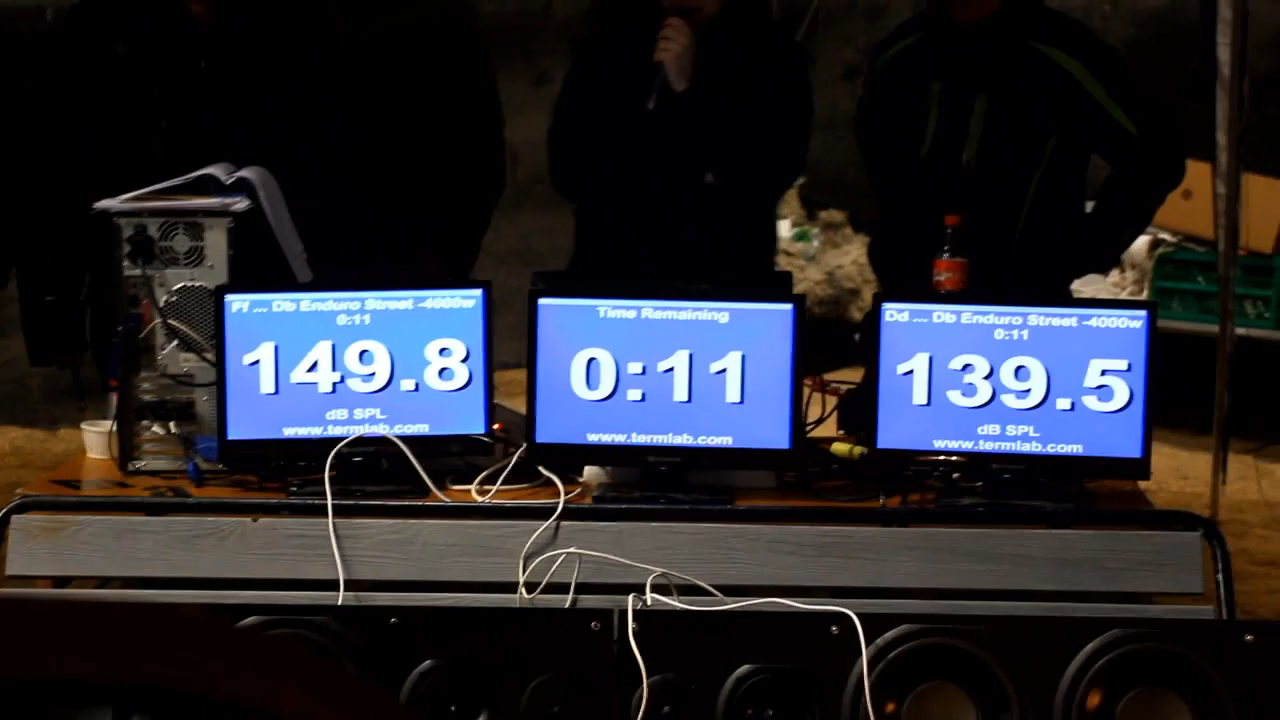 Ff ... Db Enduro Street -4000w
0:11
149.8
dB SPL
www.termlab.com
Time Remaining
0:11
www.termlab.com
Dd ... Db Enduro Street -4000w
0:11
139.5
dB SPL
www.termlab.com